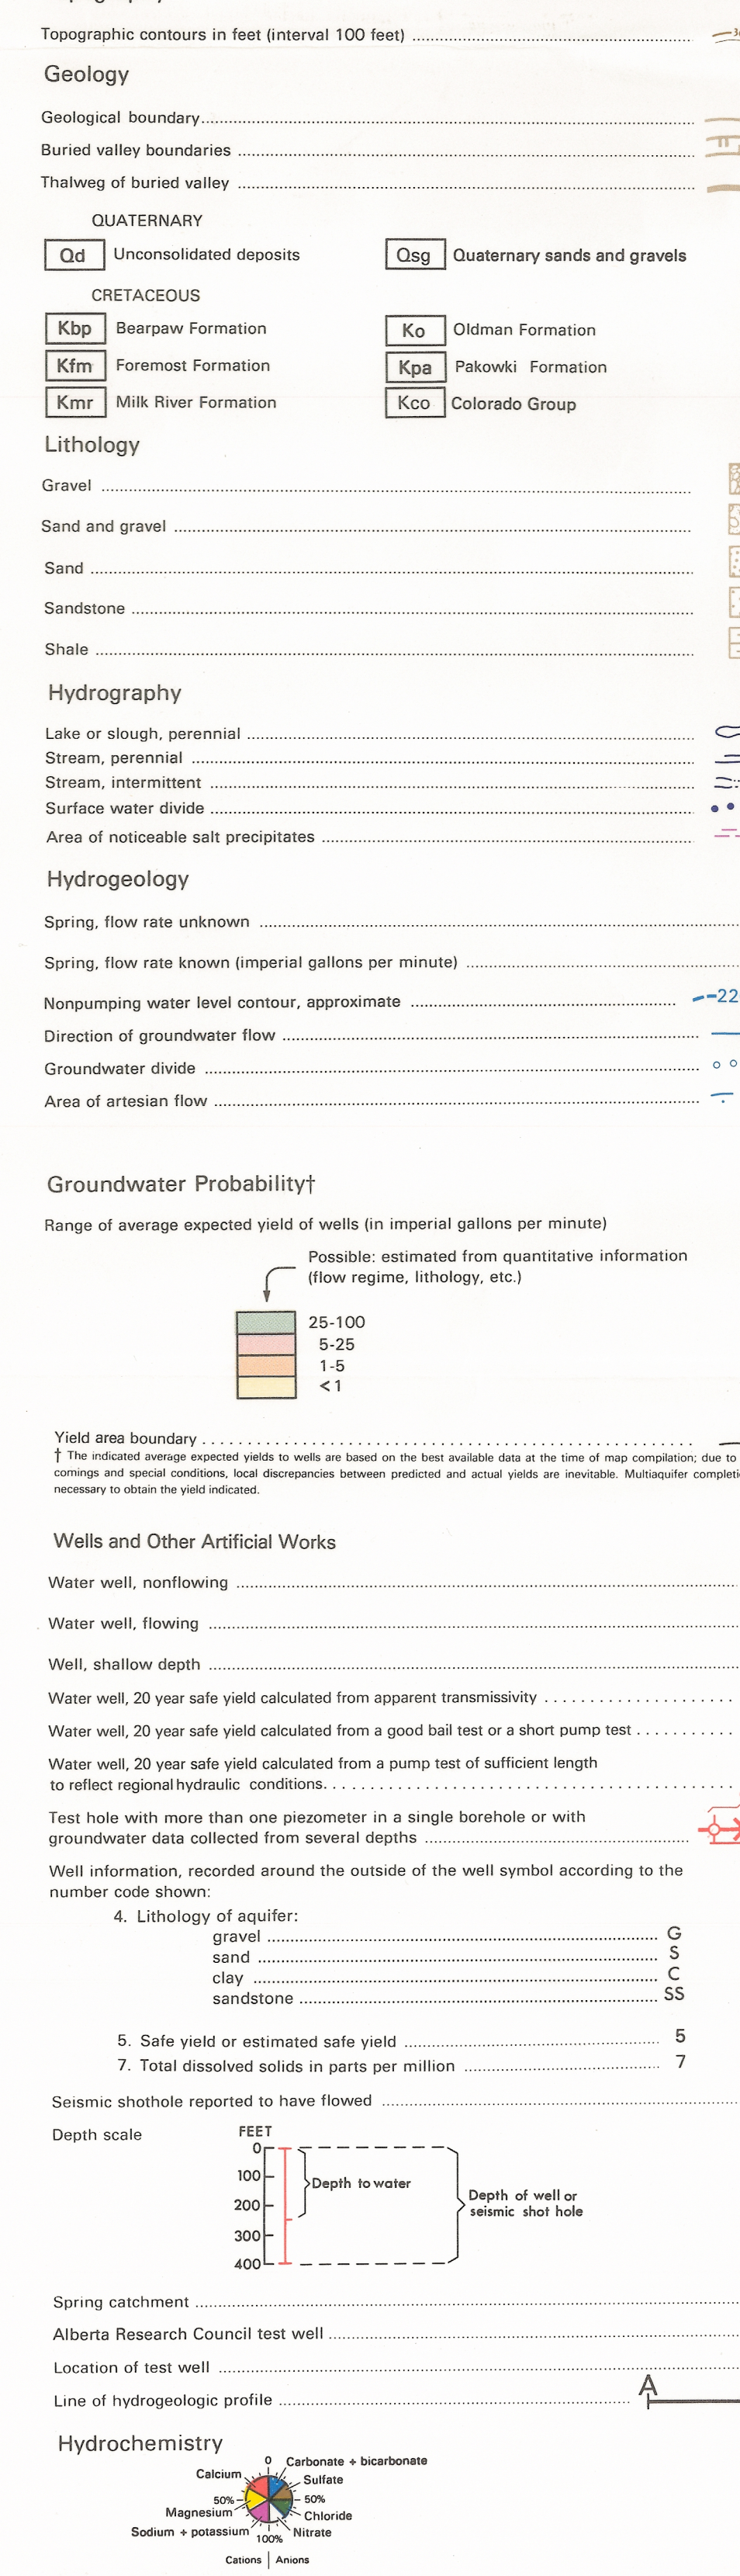 Topographic contours in feet (interval 100 feet)
Geology
Geological boundary
Buried valley boundaries
Thalweg of buried valley
QUATERNARY
Qd Unconsolidated deposits Qsg Quaternary sands and gravels
CRETACEOUS
Kbp Bearpaw Formation Ko Oldman Formation
Kfm Foremost Formation Kpa Pakowki Formation
Kmr Milk River Formation Kco Colorado Group
Lithology
Gravel
Sand and gravel
Sand
Sandstone
Shale
Hydrography
Lake or slough, perennial
Stream, perennial
Stream, intermittent
Surface water divide
Area of noticeable salt precipitates
Hydrogeology
Spring, flow rate unknown
Spring, flow rate known (imperial gallons per minute)
Nonpumping water level contour, approximate
Direction of groundwater flow
Groundwater divide
Area of artesian flow
Groundwater Probability†
Range of average expected yield of wells (in imperial gallons per minute)
Possible: estimated from quantitative information
(flow regime, lithology, etc.)
25-100
5-25
1-5
<1
Yield area boundary
† The indicated average expected yields to wells are based on the best available data at the time of map compilation; due to
comings and special conditions, local discrepancies between predicted and actual yields are inevitable. Multiaquifer completi
necessary to obtain the yield indicated.
Wells and Other Artificial Works
Water well, nonflowing
Water well, flowing
Well, shallow depth
Water well, 20 year safe yield calculated from apparent transmissivity
Water well, 20 year safe yield calculated from a good bail test or a short pump test
Water well, 20 year safe yield calculated from a pump test of sufficient length
to reflect regional hydraulic conditions.
Test hole with more than one piezometer in a single borehole or with
groundwater data collected from several depths
Well information, recorded around the outside of the well symbol according to the
number code shown:
4. Lithology of aquifer:
gravel G
sand S
clay C
sandstone SS
5. Safe yield or estimated safe yield 5
7. Total dissolved solids in parts per million 7
Seismic shothole reported to have flowed
Depth scale FEET
0
100 Depth to water
200 Depth of well or
seismic shot hole
300
400
Spring catchment
Alberta Research Council test well
Location of test well
Line of hydrogeologic profile A
Hydrochemistry
0 Carbonate + bicarbonate
Calcium Sulfate
50% 50%
Magnesium Chloride
Sodium + potassium 100% Nitrate
Cations Anions